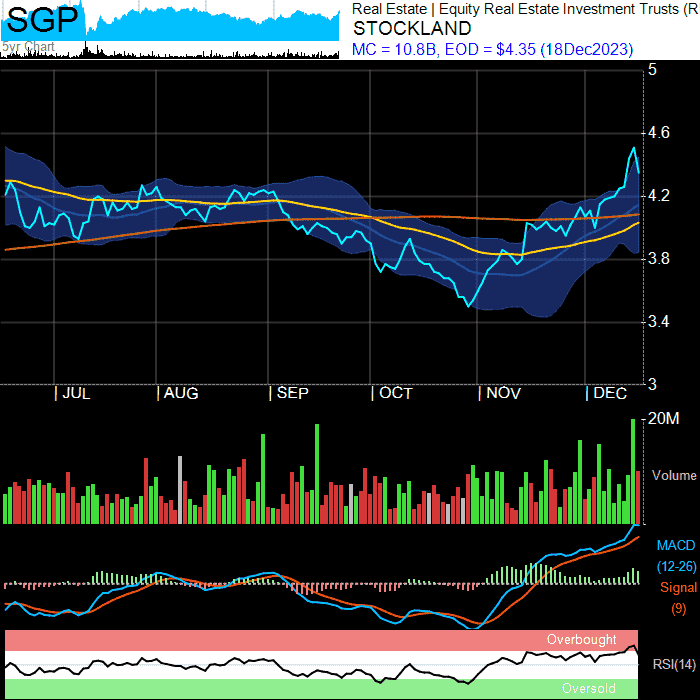 SGP
5yr Chart
Real Estate | Equity Real Estate Investment Trusts (R
STOCKLAND
MC = 10.8B, EOD = $4.35 (18Dec2023)
5
4.6
4.2
3.8
3.4
3
| JUL | AUG | SEP | OCT | NOV | DEC
20M
Volume
MACD
(12-26)
Signal
(9)
Overbought
RSI(14)
Oversold